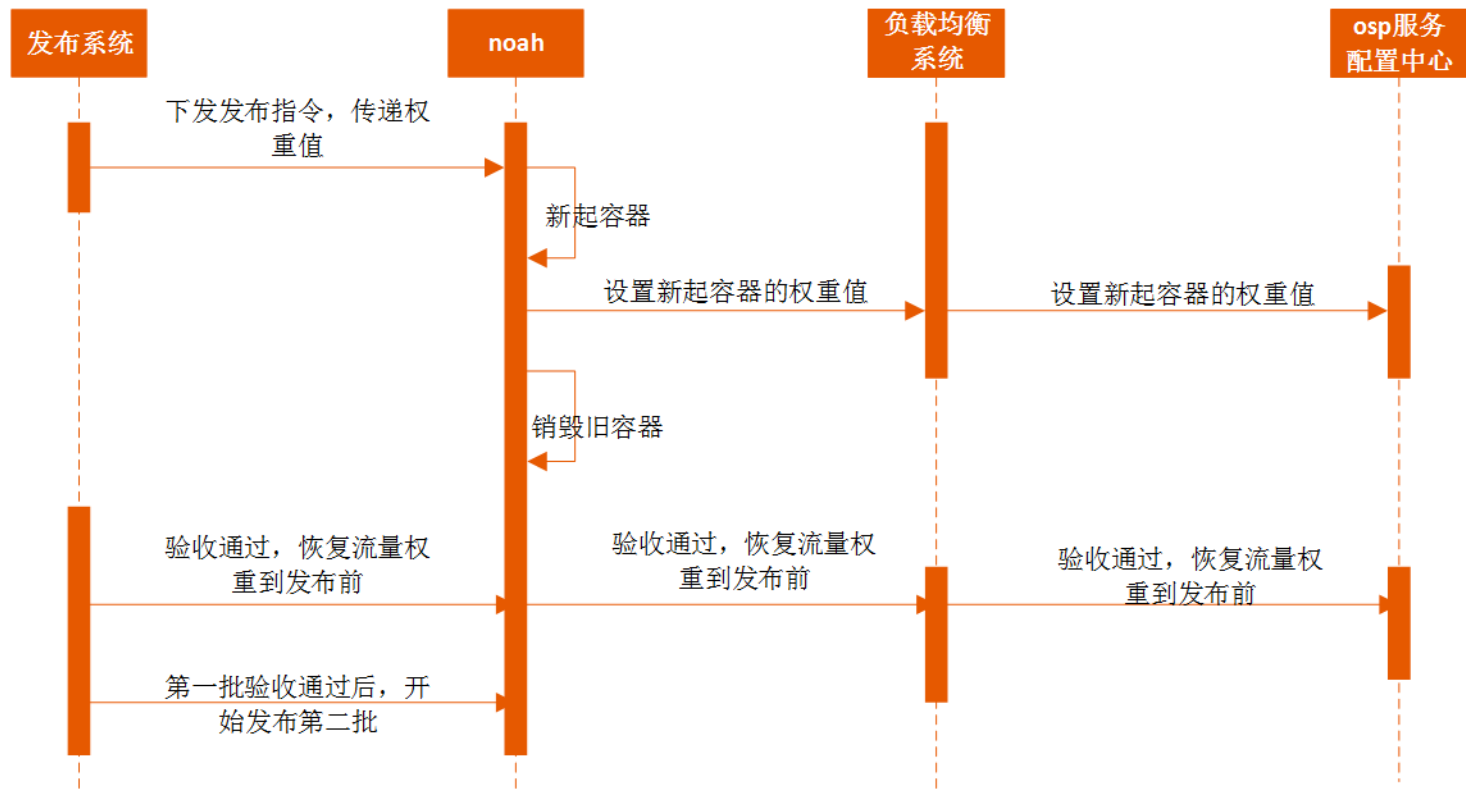 发布系统
noah
负载均衡
系统
osp服务
配置中心
下发发布指令，传递权
重值
新起容器
设置新起容器的权重值
设置新起容器的权重值
销毁旧容器
验收通过，恢复流量权
重到发布前
验收通过，恢复流量权
重到发布前
验收通过，恢复流量权
重到发布前
第一批验收通过后，开
始发布第二批